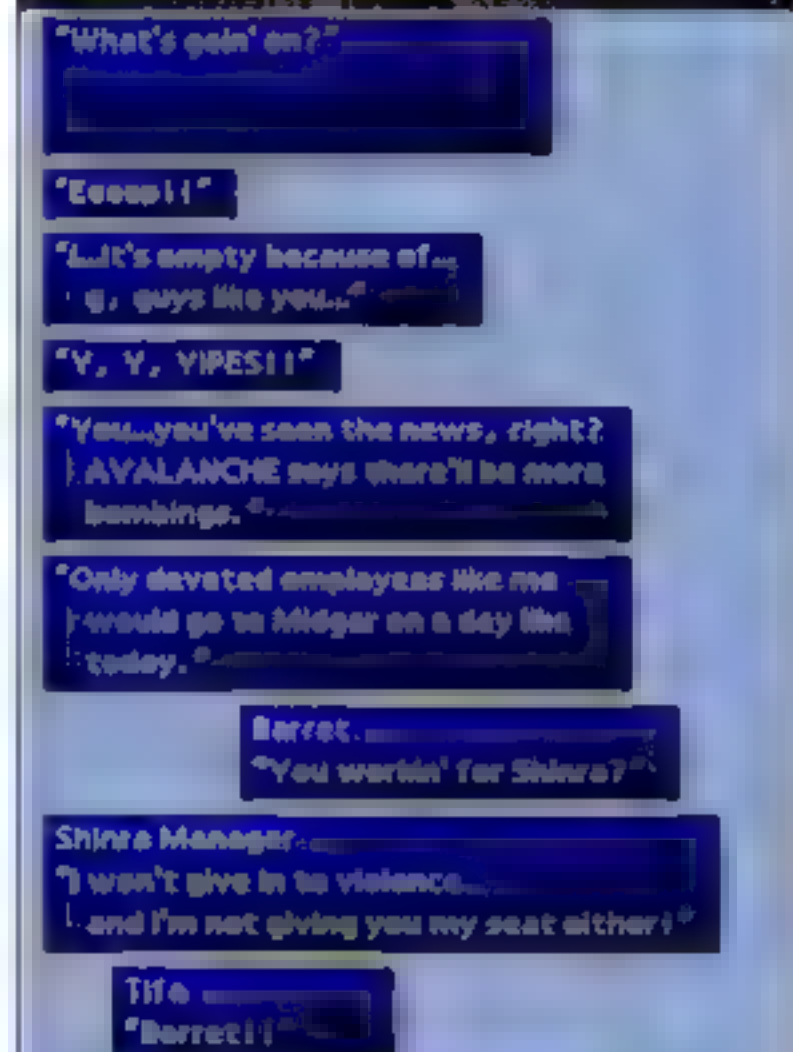 "What's goin' on?"
"Eeeep!!"
"I...It's empty because of...
g, guys like you..."
"Y, Y, YIPES!!"
"You...you've seen the news, right?
AVALANCHE says there'll be more
bombings."
"Only devoted employees like me
would go to Midgar on a day like
today."
Barret
"You workin' for Shinra?"
Shinra Manager
"I won't give in to violence...
and I'm not giving you my seat either!"
Tifa
"Barret!!"